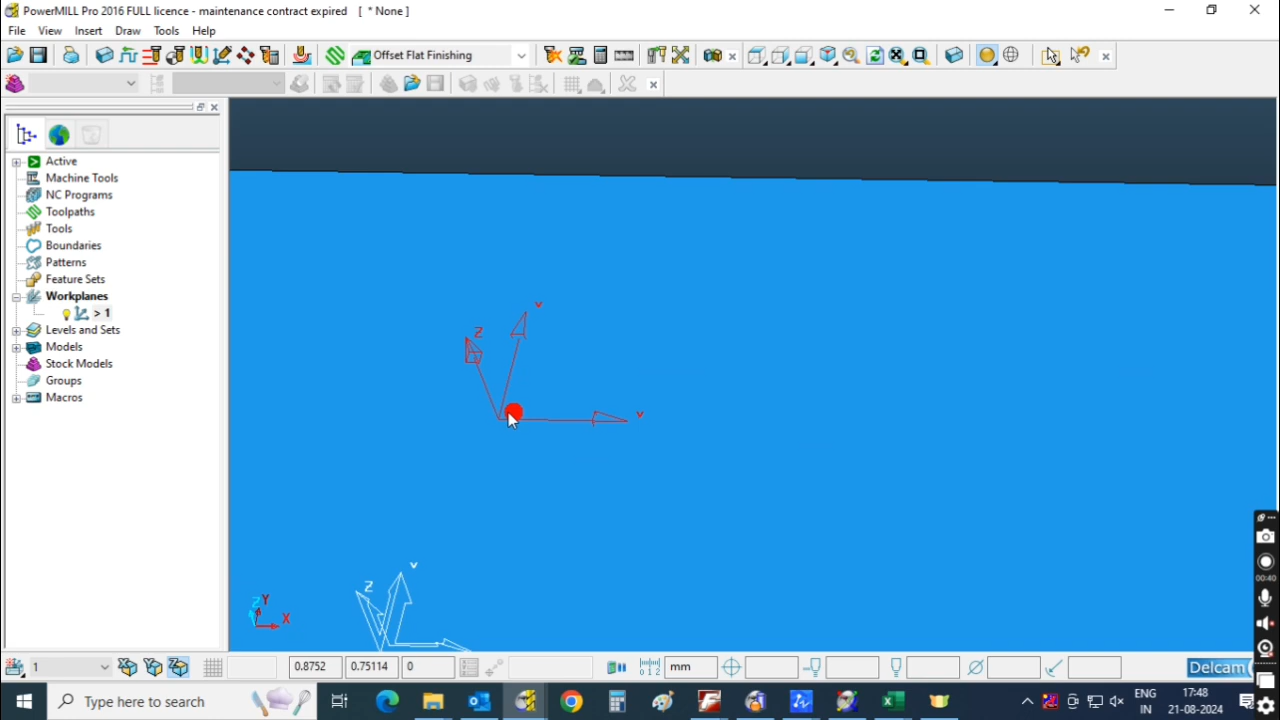 PowerMILL Pro 2016 FULL licence - maintenance contract expired [ * None ]
File View Insert Draw Tools Help
Offset Flat Finishing
Active
Machine Tools
NC Programs
Toolpaths
Tools
Boundaries
Patterns
Feature Sets
Workplanes
> 1
Levels and Sets
Models
Stock Models
Groups
Macros
Z
Z
Z Y
X
00:40
1
0.8752
0.75114
0
mm
Delcam
Type here to search
ENG
IN
17:48
21-08-2024